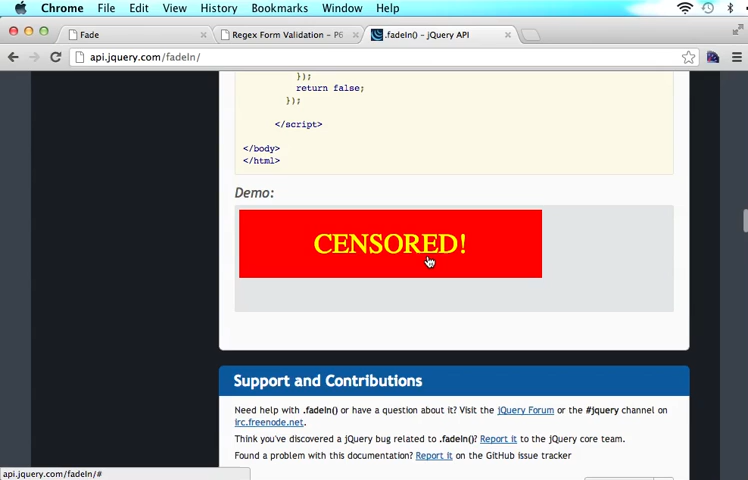 Chrome File Edit View History Bookmarks Window Help
Fade
Regex Form Validation – P6
.fadeIn() – jQuery API
api.jquery.com/fadeIn/
});
return false;
});
</script>
</body>
</html>
Demo:
CENSORED!
Support and Contributions
Need help with .fadeIn() or have a question about it? Visit the jQuery Forum or the #jquery channel on
irc.freenode.net.
Think you've discovered a jQuery bug related to .fadeIn()? Report it to the jQuery core team.
Found a problem with this documentation? Report it on the GitHub issue tracker
api.jquery.com/fadeIn/#